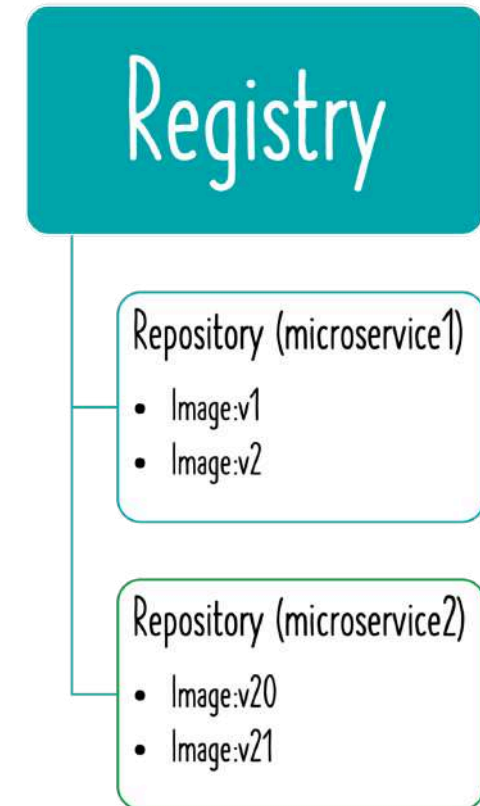 Registry
Repository (microservice1)
• Image:v1
• Image:v2
Repository (microservice2)
• Image:v20
• Image:v21